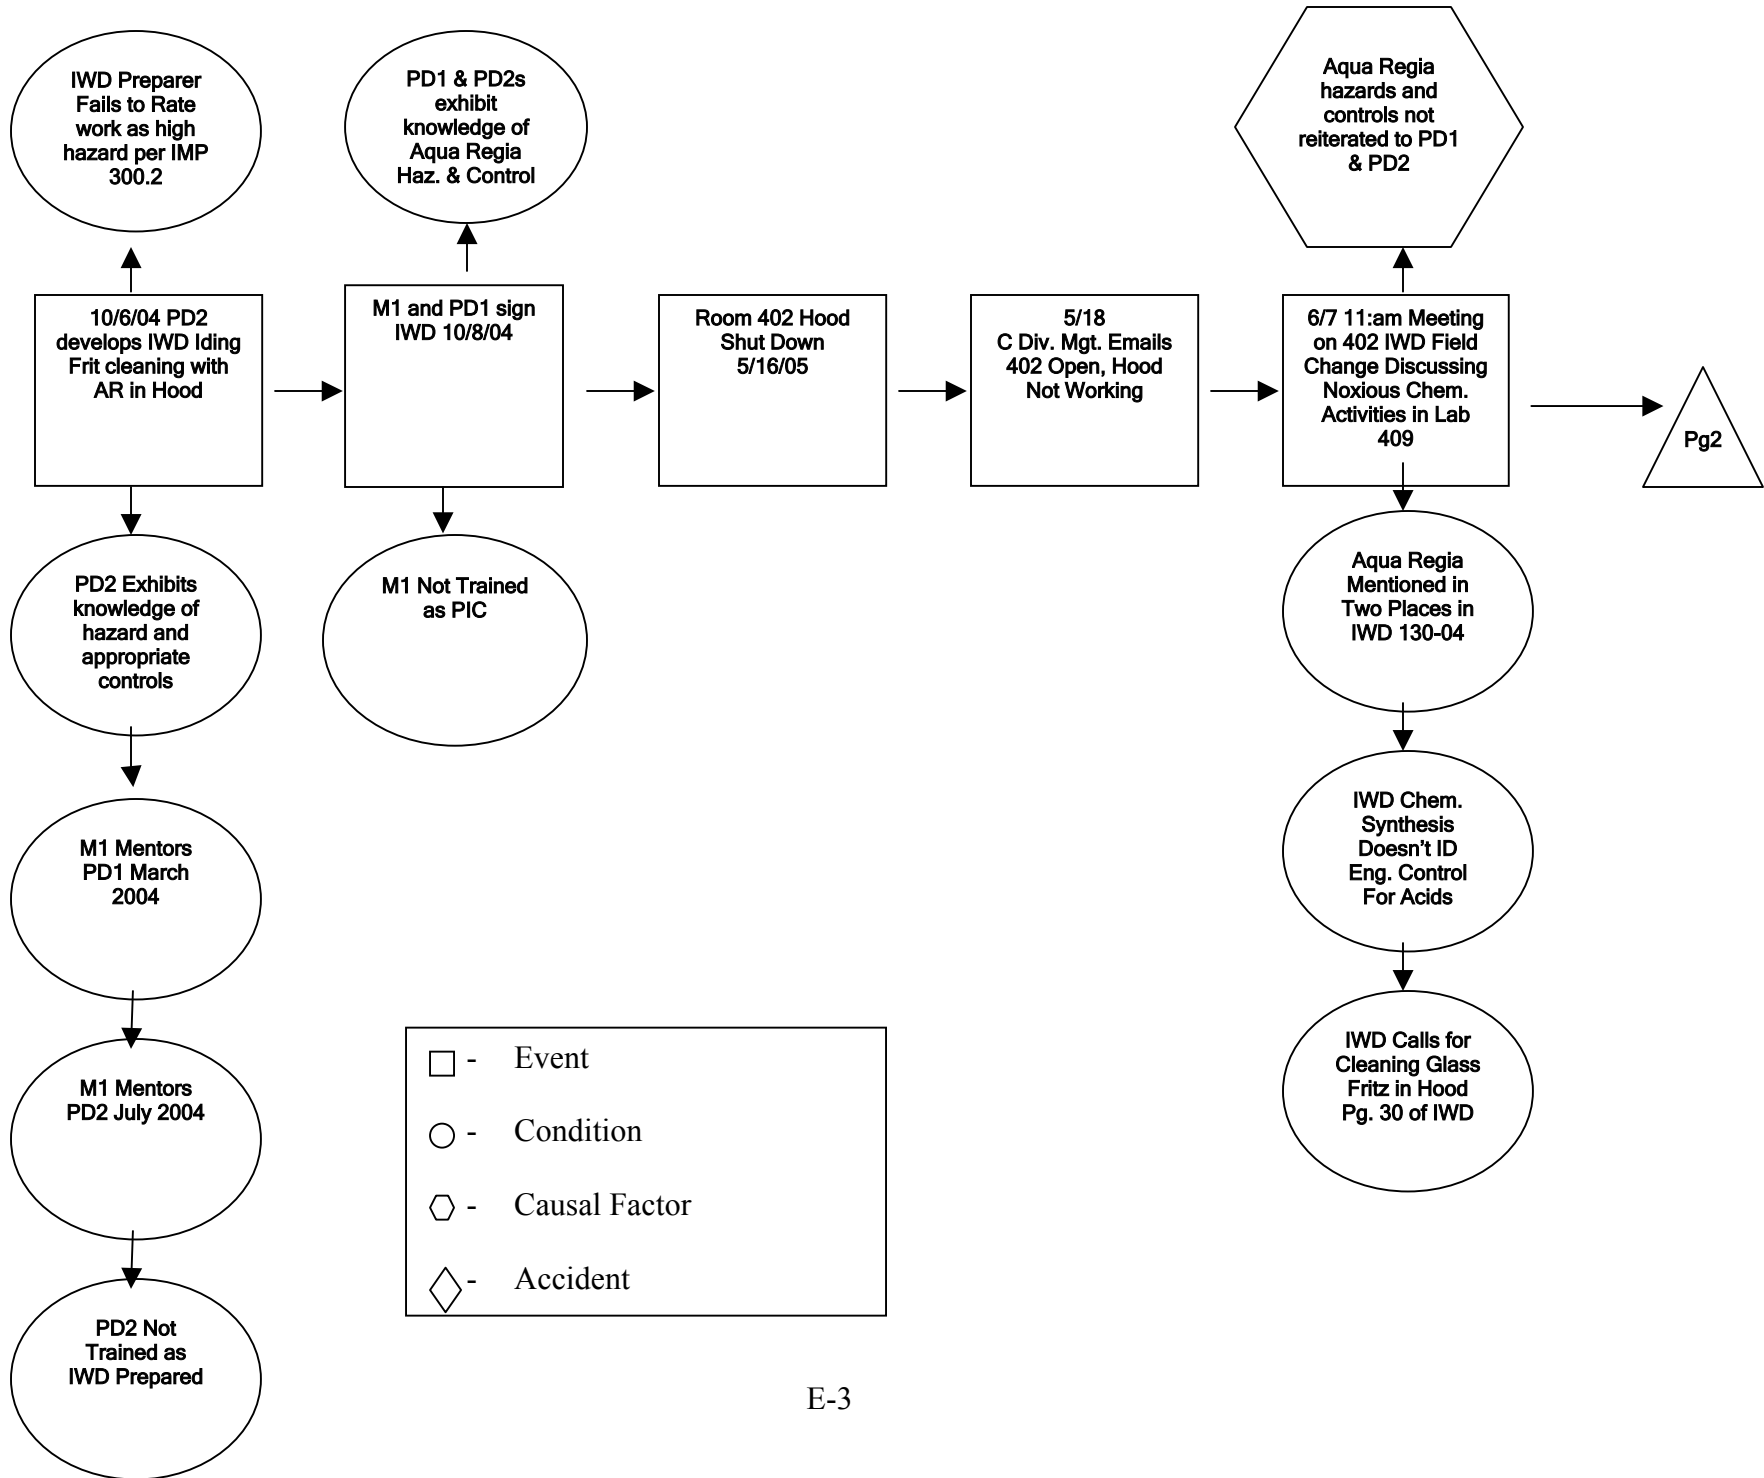 IWD Preparer
Fails to Rate
work as high
hazard per IMP
300.2
PD1 & PD2s
exhibit
knowledge of
Aqua Regia
Haz. & Control
Aqua Regia
hazards and
controls not
reiterated to PD1
& PD2
10/6/04 PD2
develops IWD Iding
Frit cleaning with
AR in Hood
M1 and PD1 sign
IWD 10/8/04
Room 402 Hood
Shut Down
5/16/05
5/18
C Div. Mgt. Emails
402 Open, Hood
Not Working
6/7 11:am Meeting
on 402 IWD Field
Change Discussing
Noxious Chem.
Activities in Lab
409
Pg2
PD2 Exhibits
knowledge of
hazard and
appropriate
controls
M1 Not Trained
as PIC
Aqua Regia
Mentioned in
Two Places in
IWD 130-04
M1 Mentors
PD1 March
2004
IWD Chem.
Synthesis
Doesn't ID
Eng. Control
For Acids
M1 Mentors
PD2 July 2004
IWD Calls for
Cleaning Glass
Fritz in Hood
Pg. 30 of IWD
- Event
- Condition
- Causal Factor
- Accident
PD2 Not
Trained as
IWD Prepared
E-3